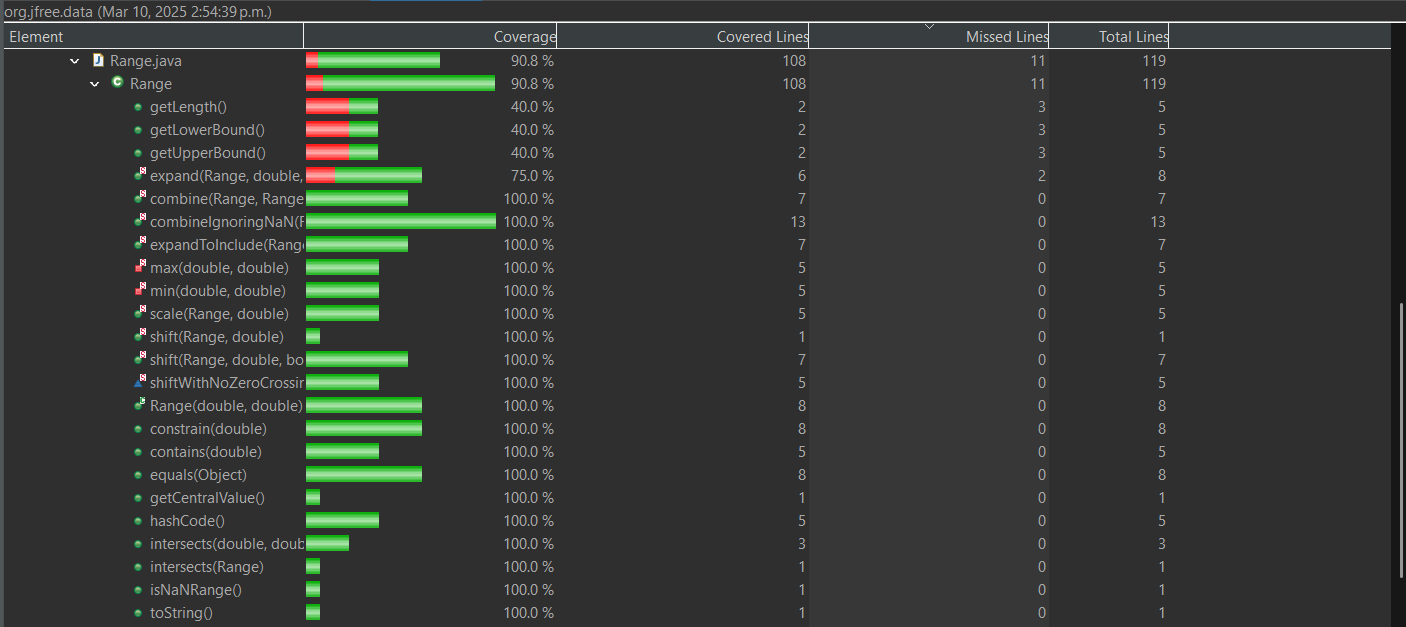 org.jfree.data (Mar 10, 2025 2:54:39 p.m.)
Element Coverage Covered Lines Missed Lines Total Lines
Range.java 90.8 % 108 11 119
Range 90.8 % 108 11 119
getLength() 40.0 % 2 3 5
getLowerBound() 40.0 % 2 3 5
getUpperBound() 40.0 % 2 3 5
expand(Range, double, 75.0 % 6 2 8
combine(Range, Range 100.0 % 7 0 7
combineIgnoringNaN(R 100.0 % 13 0 13
expandToInclude(Range 100.0 % 7 0 7
max(double, double) 100.0 % 5 0 5
min(double, double) 100.0 % 5 0 5
scale(Range, double) 100.0 % 5 0 5
shift(Range, double) 100.0 % 1 0 1
shift(Range, double, bo 100.0 % 7 0 7
shiftWithNoZeroCrossin 100.0 % 5 0 5
Range(double, double) 100.0 % 8 0 8
constrain(double) 100.0 % 8 0 8
contains(double) 100.0 % 5 0 5
equals(Object) 100.0 % 8 0 8
getCentralValue() 100.0 % 1 0 1
hashCode() 100.0 % 5 0 5
intersects(double, doub 100.0 % 3 0 3
intersects(Range) 100.0 % 1 0 1
isNaNRange() 100.0 % 1 0 1
toString() 100.0 % 1 0 1